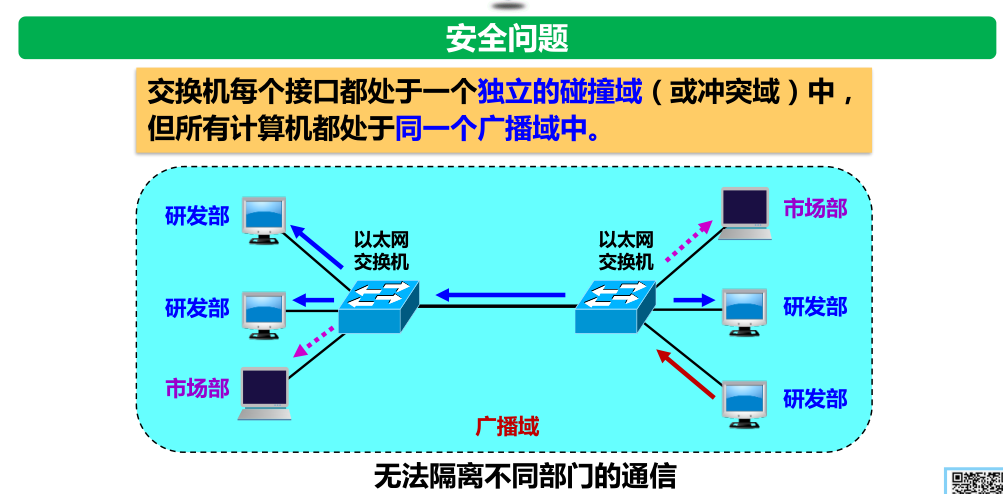 安全问题
交换机每个接口都处于一个独立的碰撞域（或冲突域）中，
但所有计算机都处于同一个广播域中。
研发部
以太网
交换机
以太网
交换机
市场部
研发部
研发部
市场部
研发部
广播域
无法隔离不同部门的通信